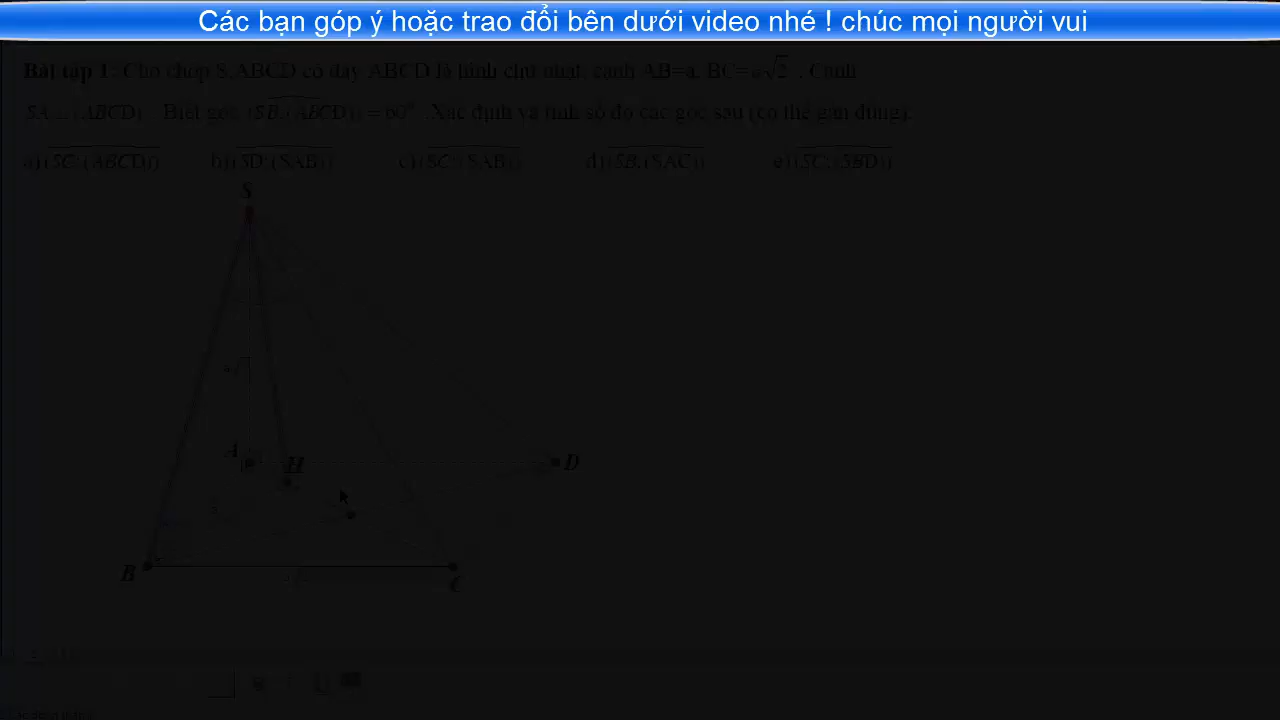 Các bạn góp ý hoặc trao đổi bên dưới video nhé ! chúc mọi người vui
Bài tập 1: Cho chóp S.ABCD có đáy ABCD là hình chữ nhật, cạnh AB=a, BC=a√2 . Cạnh
SA⊥(ABCD) . Biết góc (SB,(ABCD)) = 60° .Xác định và tính số đo các góc sau (có thể gần đúng).
a) (SC;(ABCD)) b) (SD;(SAB)) c) (SC;(SAB)) d) (SB,(SAC)) e) (SC;(SBD))
S
A
H
D
B
C